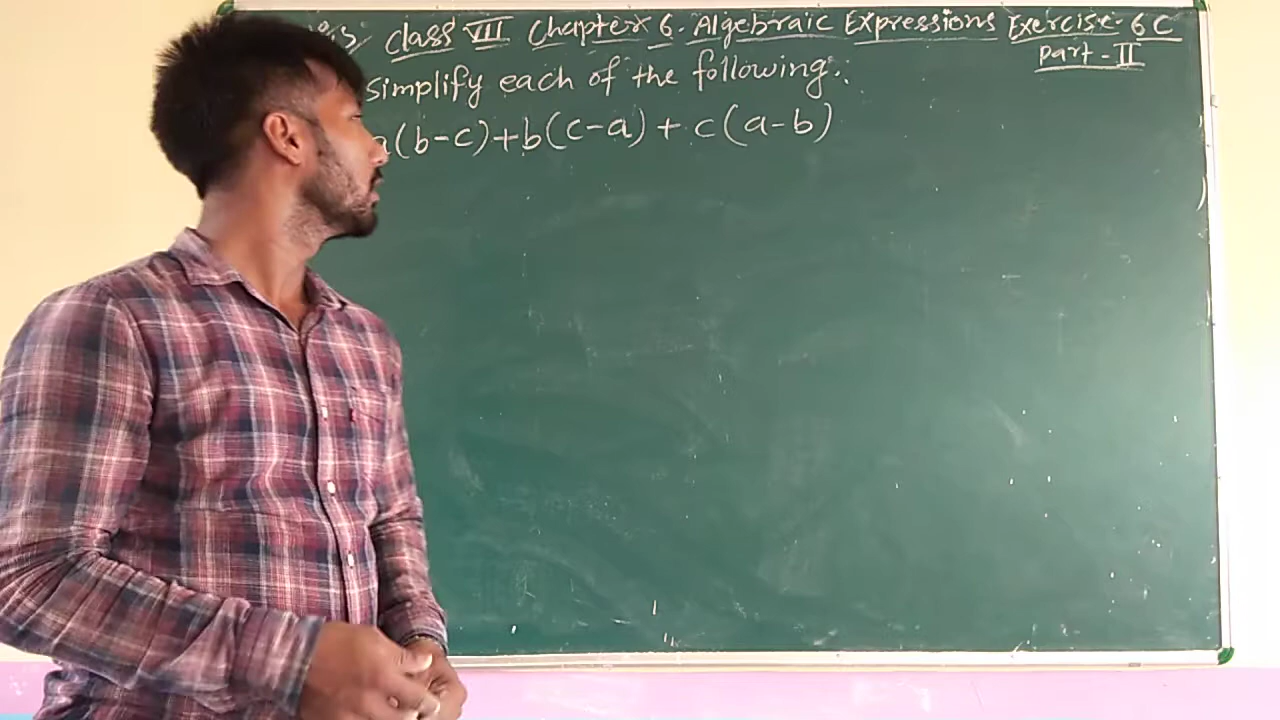 Class VII Chapter 6. Algebraic Expressions Exercise-6C
Part-II
Simplify each of the following:
a(b-c)+b(c-a)+c(a-b)